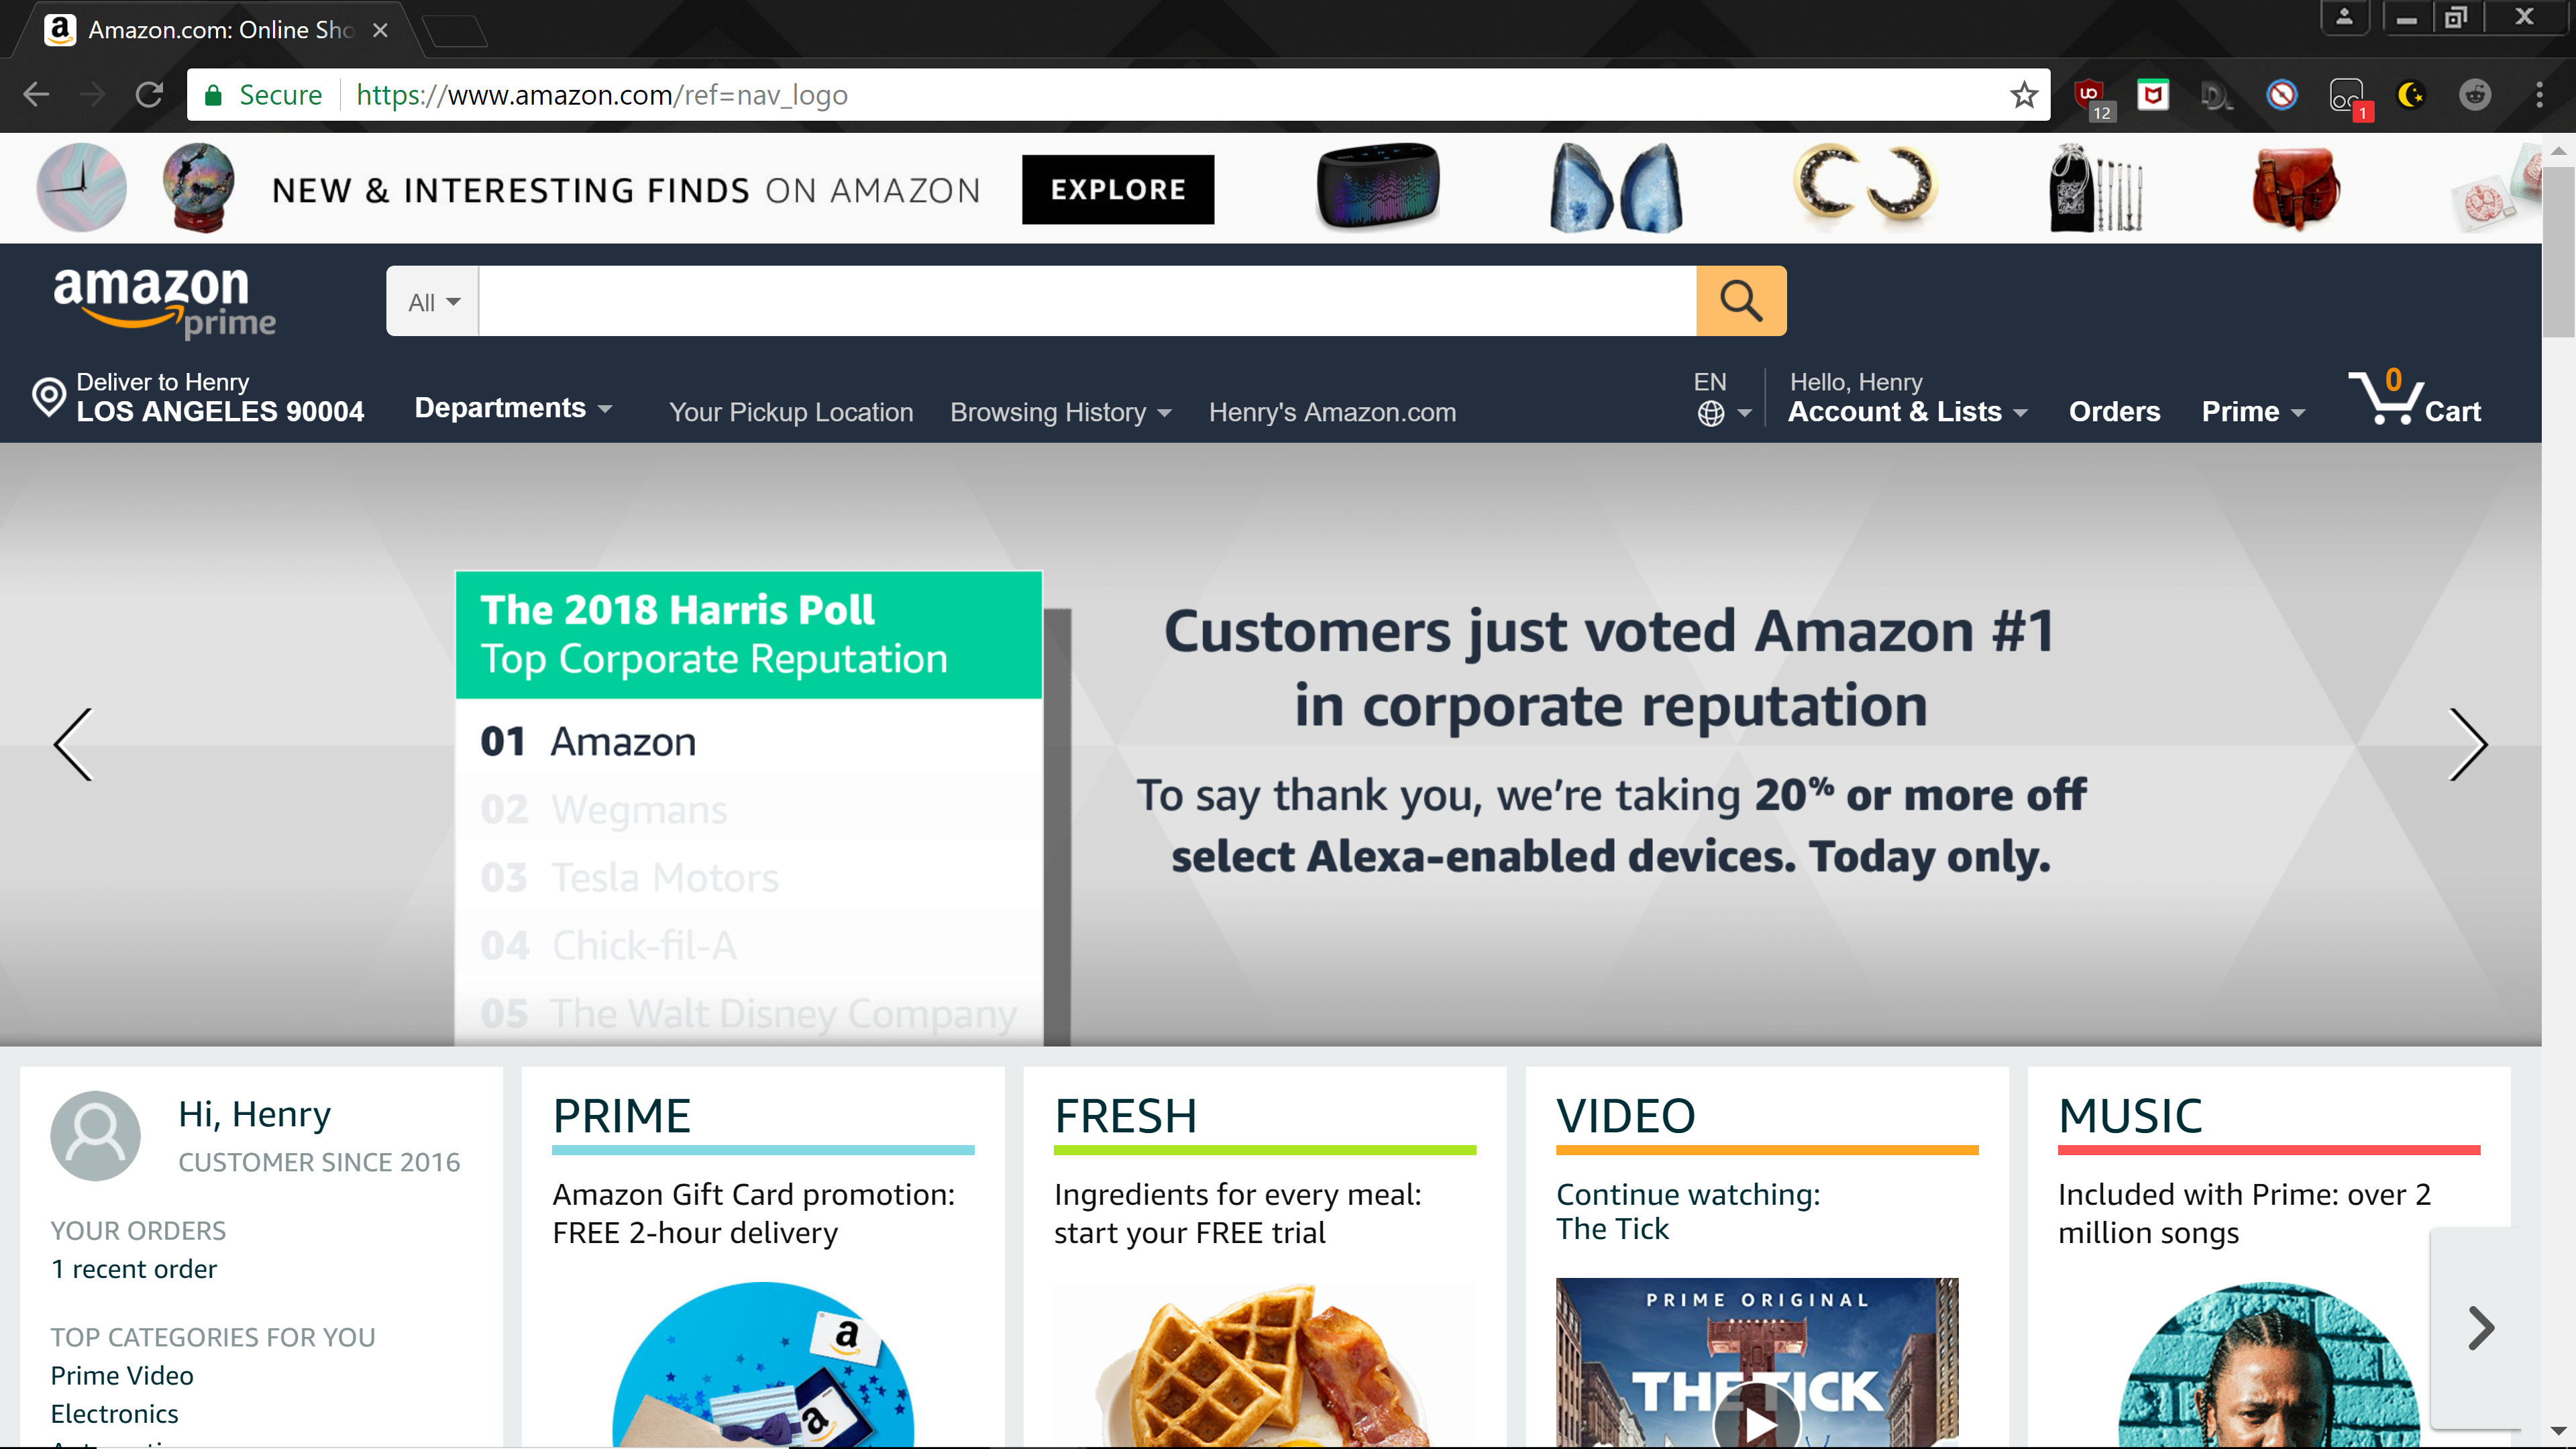 Amazon.com: Online Sho
Secure
https://www.amazon.com/ref=nav_logo
12
1
NEW & INTERESTING FINDS ON AMAZON
EXPLORE
amazon
prime
All
Deliver to Henry
LOS ANGELES 90004
Departments
Your Pickup Location
Browsing History
Henry's Amazon.com
EN
Hello, Henry
Account & Lists
Orders
Prime
0
Cart
The 2018 Harris Poll
Top Corporate Reputation
01 Amazon
02 Wegmans
03 Tesla Motors
04 Chick-fil-A
05 The Walt Disney Company
Customers just voted Amazon #1
in corporate reputation
To say thank you, we're taking 20% or more off
select Alexa-enabled devices. Today only.
Hi, Henry
CUSTOMER SINCE 2016
YOUR ORDERS
1 recent order
TOP CATEGORIES FOR YOU
Prime Video
Electronics
PRIME
Amazon Gift Card promotion:
FREE 2-hour delivery
FRESH
Ingredients for every meal:
start your FREE trial
VIDEO
Continue watching:
The Tick
PRIME ORIGINAL
THE TICK
MUSIC
Included with Prime: over 2
million songs